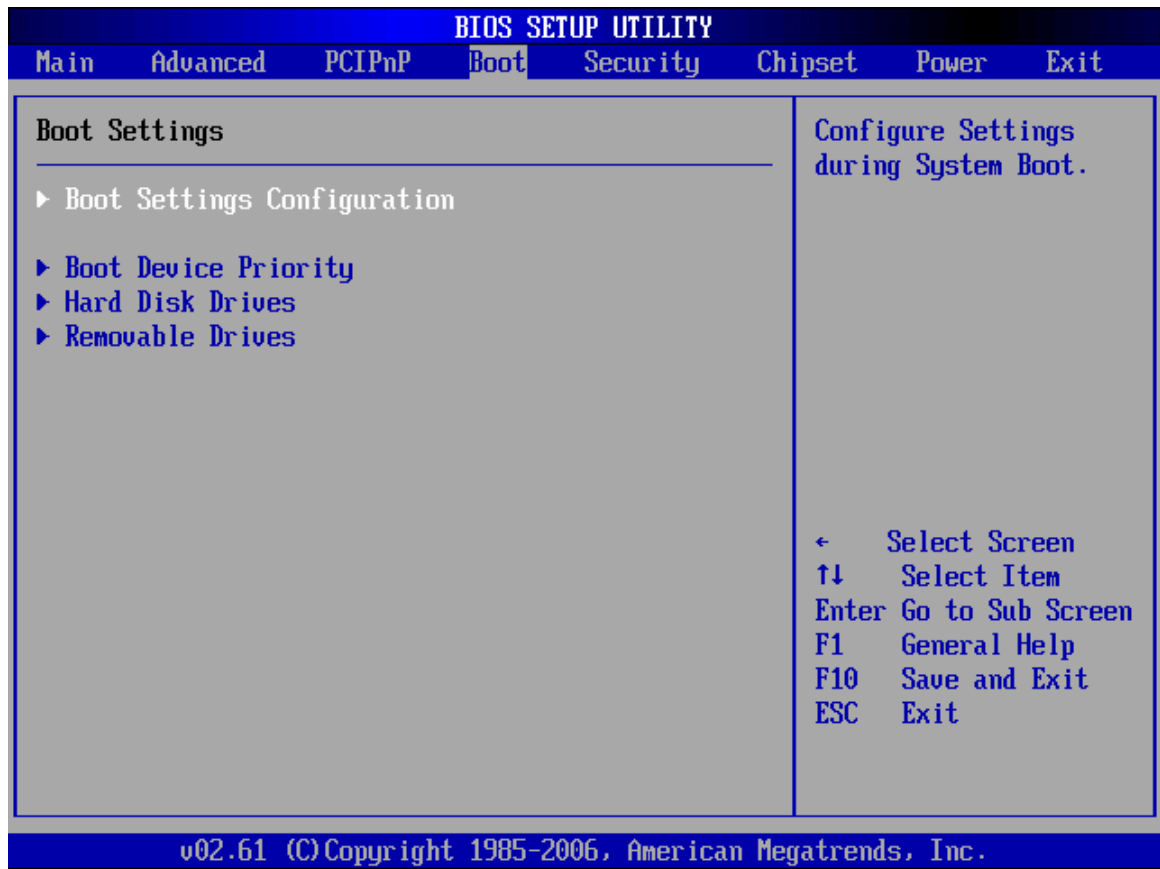 BIOS SETUP UTILITY
Main Advanced PCIPnP Boot Security Chipset Power Exit
Boot Settings
▶ Boot Settings Configuration
▶ Boot Device Priority
▶ Hard Disk Drives
▶ Removable Drives
Configure Settings
during System Boot.
← Select Screen
↑↓ Select Item
Enter Go to Sub Screen
F1 General Help
F10 Save and Exit
ESC Exit
v02.61 (C)Copyright 1985-2006, American Megatrends, Inc.